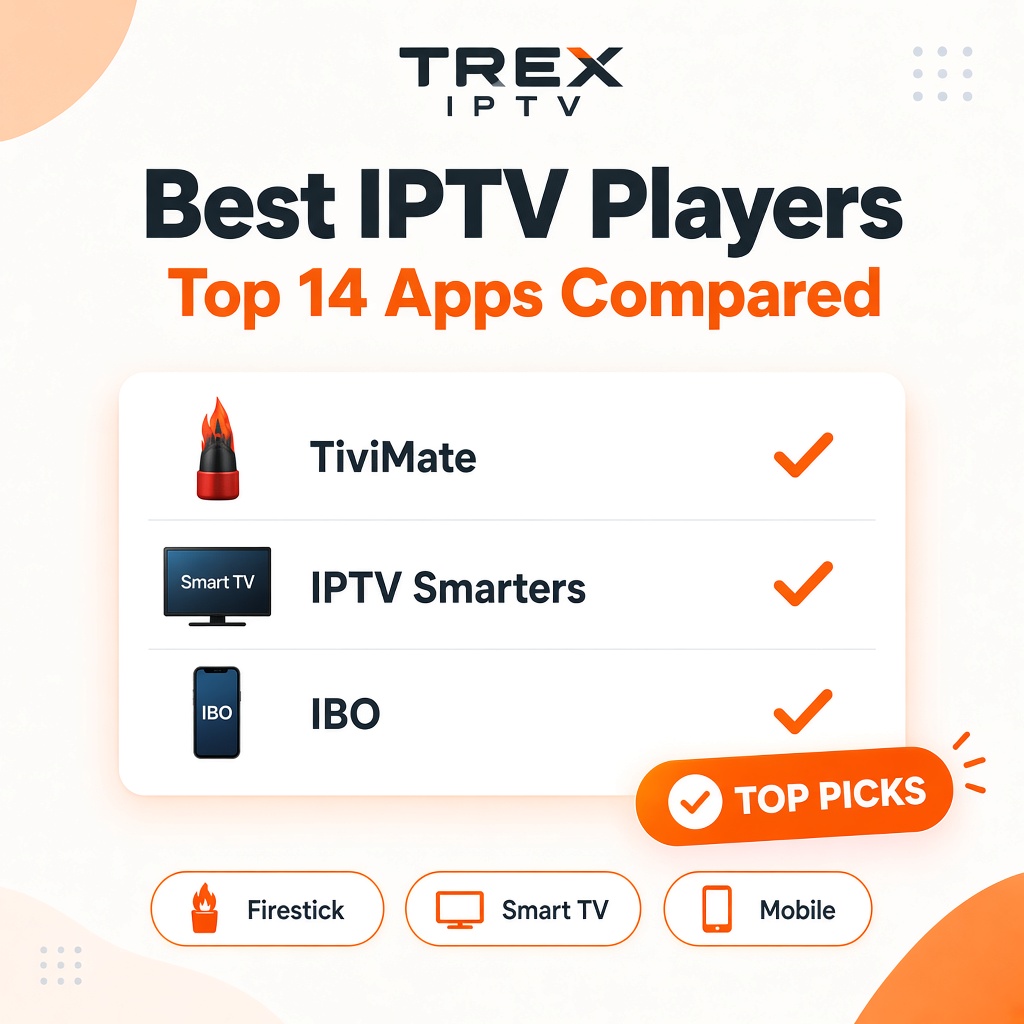 TREX
IPTV
Best IPTV Players
Top 14 Apps Compared
TiviMate
Smart TV
IPTV Smarters
IBO
IBO
TOP PICKS
Firestick
Smart TV
Mobile